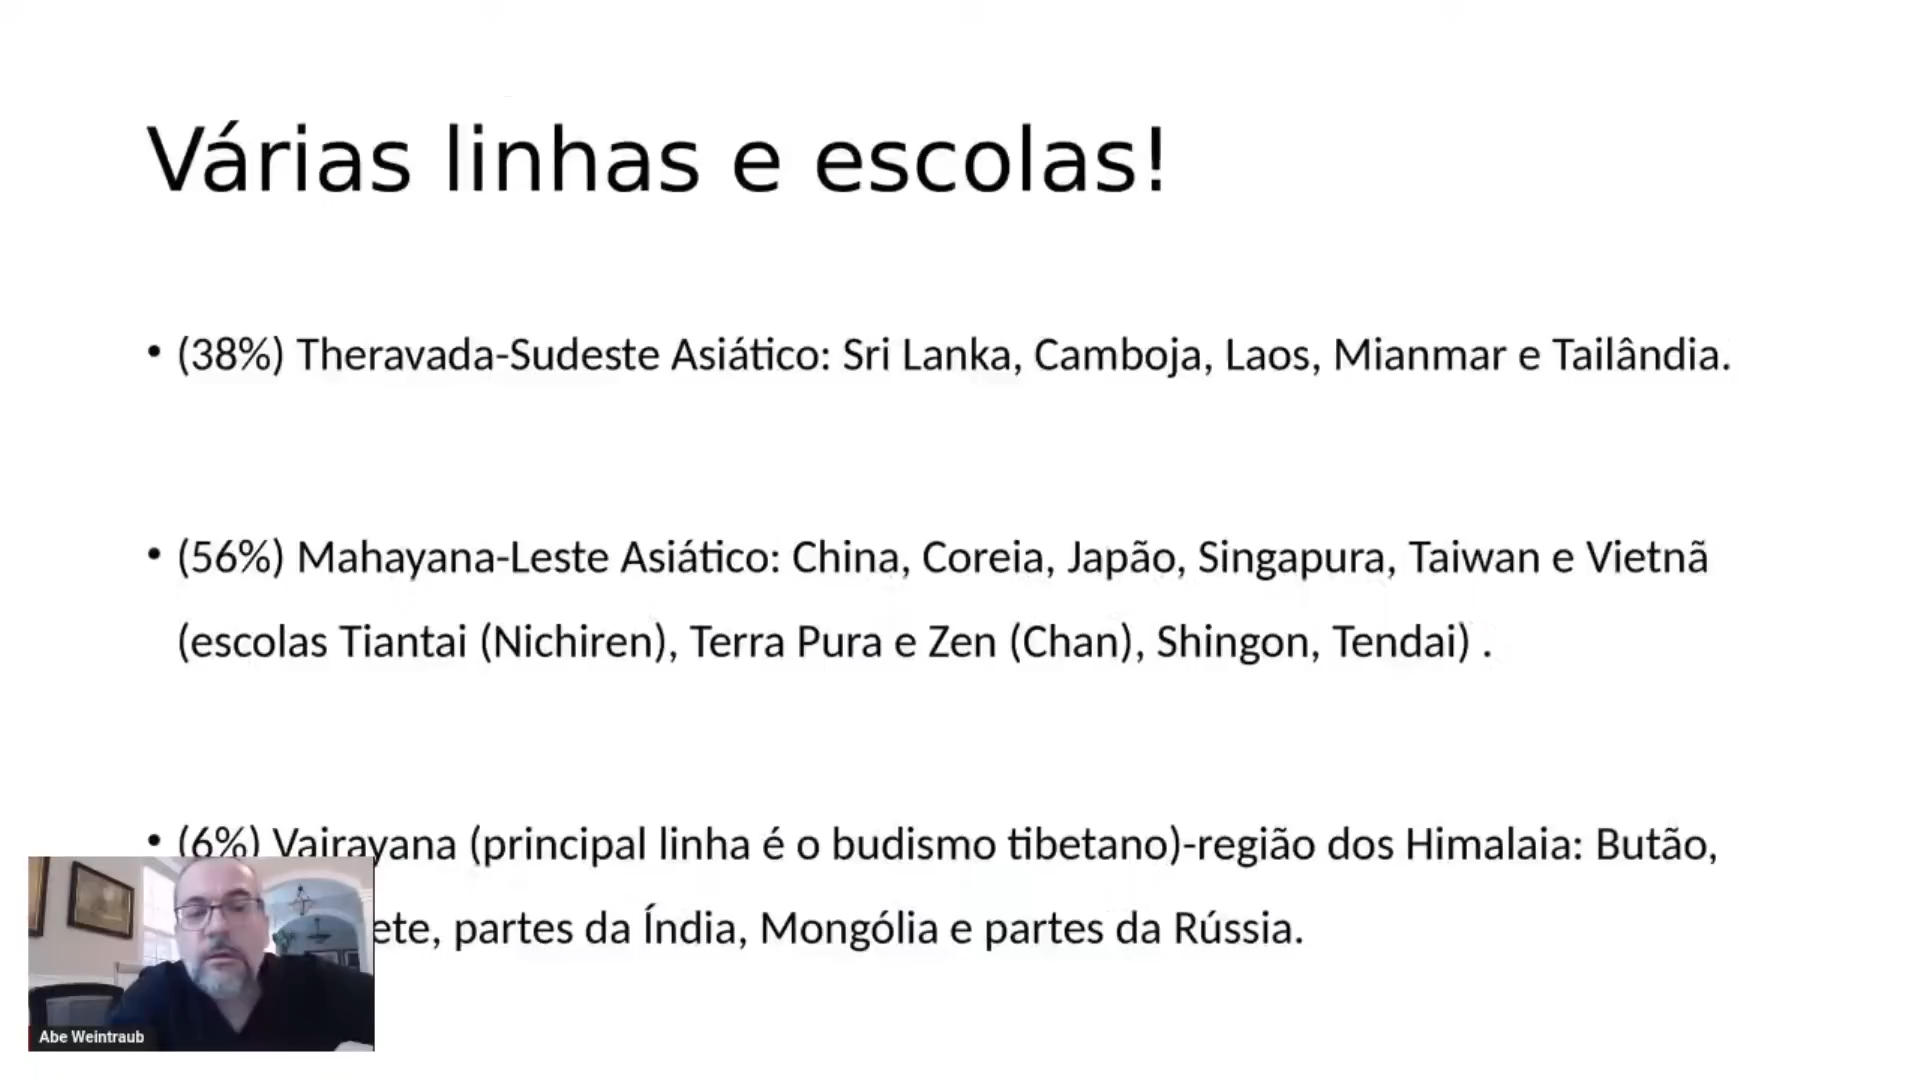 Várias linhas e escolas!
• (38%) Theravada-Sudeste Asiático: Sri Lanka, Camboja, Laos, Mianmar e Tailândia.
• (56%) Mahayana-Leste Asiático: China, Coreia, Japão, Singapura, Taiwan e Vietnã
(escolas Tiantai (Nichiren), Terra Pura e Zen (Chan), Shingon, Tendai) .
• (6%) Vairayana (principal linha é o budismo tibetano)-região dos Himalaia: Butão,
ete, partes da Índia, Mongólia e partes da Rússia.
Abe Weintraub